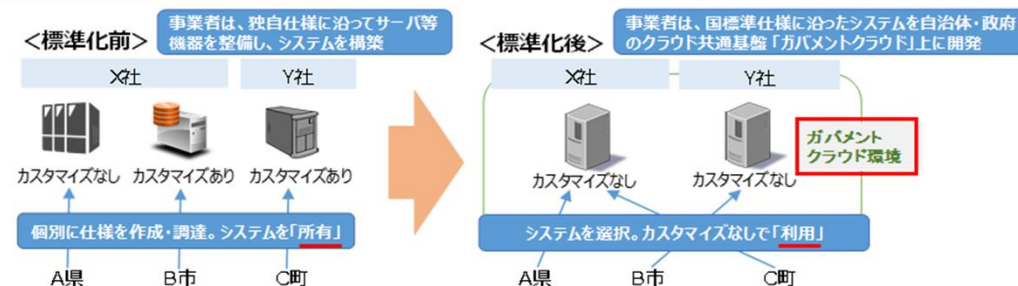 <標準化前>
事業者は、独自仕様に沿ってサーバ等
機器を整備し、システムを構築
X社
Y社
カスタマイズなし
カスタマイズあり
カスタマイズあり
個別に仕様を作成・調達。システムを「所有」
A県
B市
C町
<標準化後>
事業者は、国標準仕様に沿ったシステムを自治体・政府
のクラウド共通基盤「ガバメントクラウド」上に開発
X社
Y社
カスタマイズなし
カスタマイズなし
ガバメント
クラウド環境
システムを選択。カスタマイズなしで「利用」
A県
B市
C町